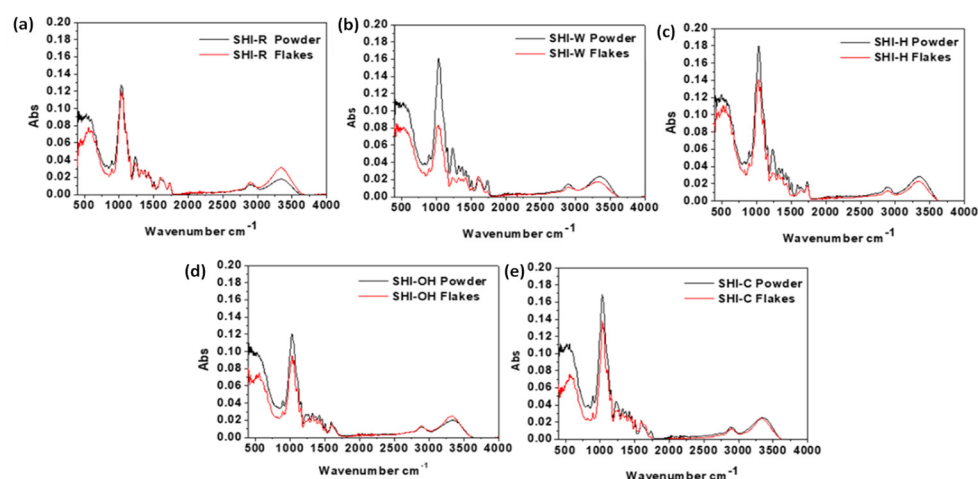 (a)
SHI-R Powder
SHI-R Flakes
0.20
0.18
0.16
0.14
0.12
0.10
0.08
0.06
0.04
0.02
0.00
Abs
500 1000 1500 2000 2500 3000 3500 4000
Wavenumber cm-1
(b)
SHI-W Powder
SHI-W Flakes
0.20
0.18
0.16
0.14
0.12
0.10
0.08
0.06
0.04
0.02
0.00
Abs
500 1000 1500 2000 2500 3000 3500 4000
Wavenumber cm-1
(c)
SHI-H Powder
SHI-H Flakes
0.20
0.18
0.16
0.14
0.12
0.10
0.08
0.06
0.04
0.02
0.00
Abs
500 1000 1500 2000 2500 3000 3500 4000
Wavenumber cm-1
(d)
SHI-OH Powder
SHI-OH Flakes
0.20
0.18
0.16
0.14
0.12
0.10
0.08
0.06
0.04
0.02
0.00
Abs
500 1000 1500 2000 2500 3000 3500 4000
Wavenumber cm-1
(e)
SHI-C Powder
SHI-C Flakes
0.20
0.18
0.16
0.14
0.12
0.10
0.08
0.06
0.04
0.02
0.00
Abs
500 1000 1500 2000 2500 3000 3500 4000
Wavenumber cm-1